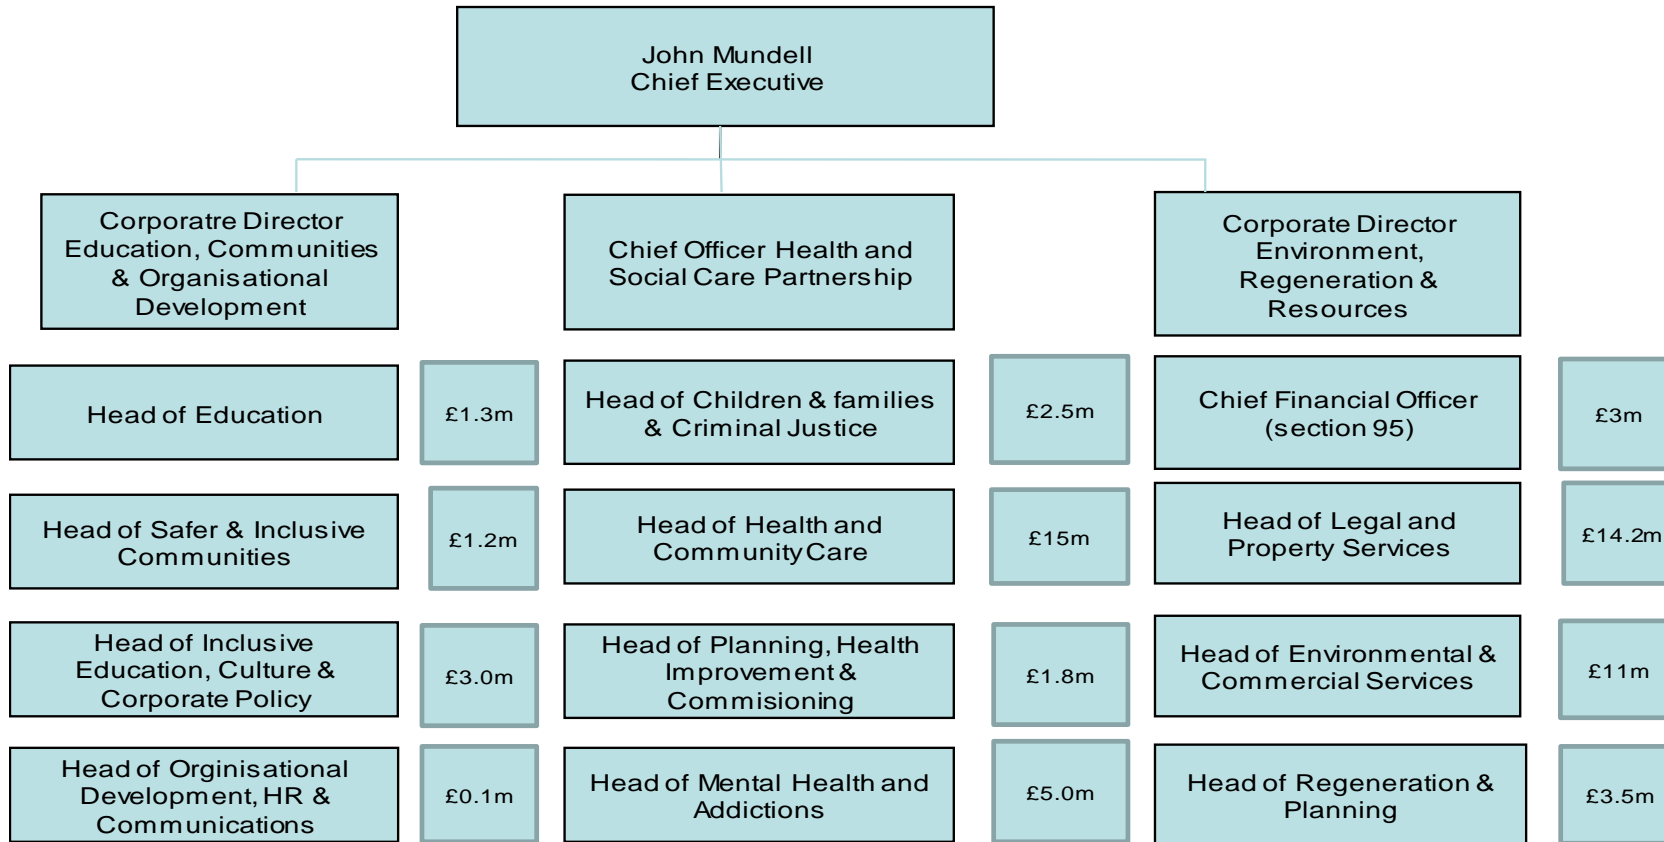 John Mundell
Chief Executive
Corporatre Director
Education, Communities
& Organisational
Development
Chief Officer Health and
Social Care Partnership
Corporate Director
Environment,
Regeneration &
Resources
Head of Education
£1.3m
Head of Children & families
& Criminal Justice
£2.5m
Chief Financial Officer
(section 95)
£3m
Head of Safer & Inclusive
Communities
£1.2m
Head of Health and
Community Care
£15m
Head of Legal and
Property Services
£14.2m
Head of Inclusive
Education, Culture &
Corporate Policy
£3.0m
Head of Planning, Health
Improvement &
Commisioning
£1.8m
Head of Environmental &
Commercial Services
£11m
Head of Orginisational
Development, HR &
Communications
£0.1m
Head of Mental Health and
Addictions
£5.0m
Head of Regeneration &
Planning
£3.5m